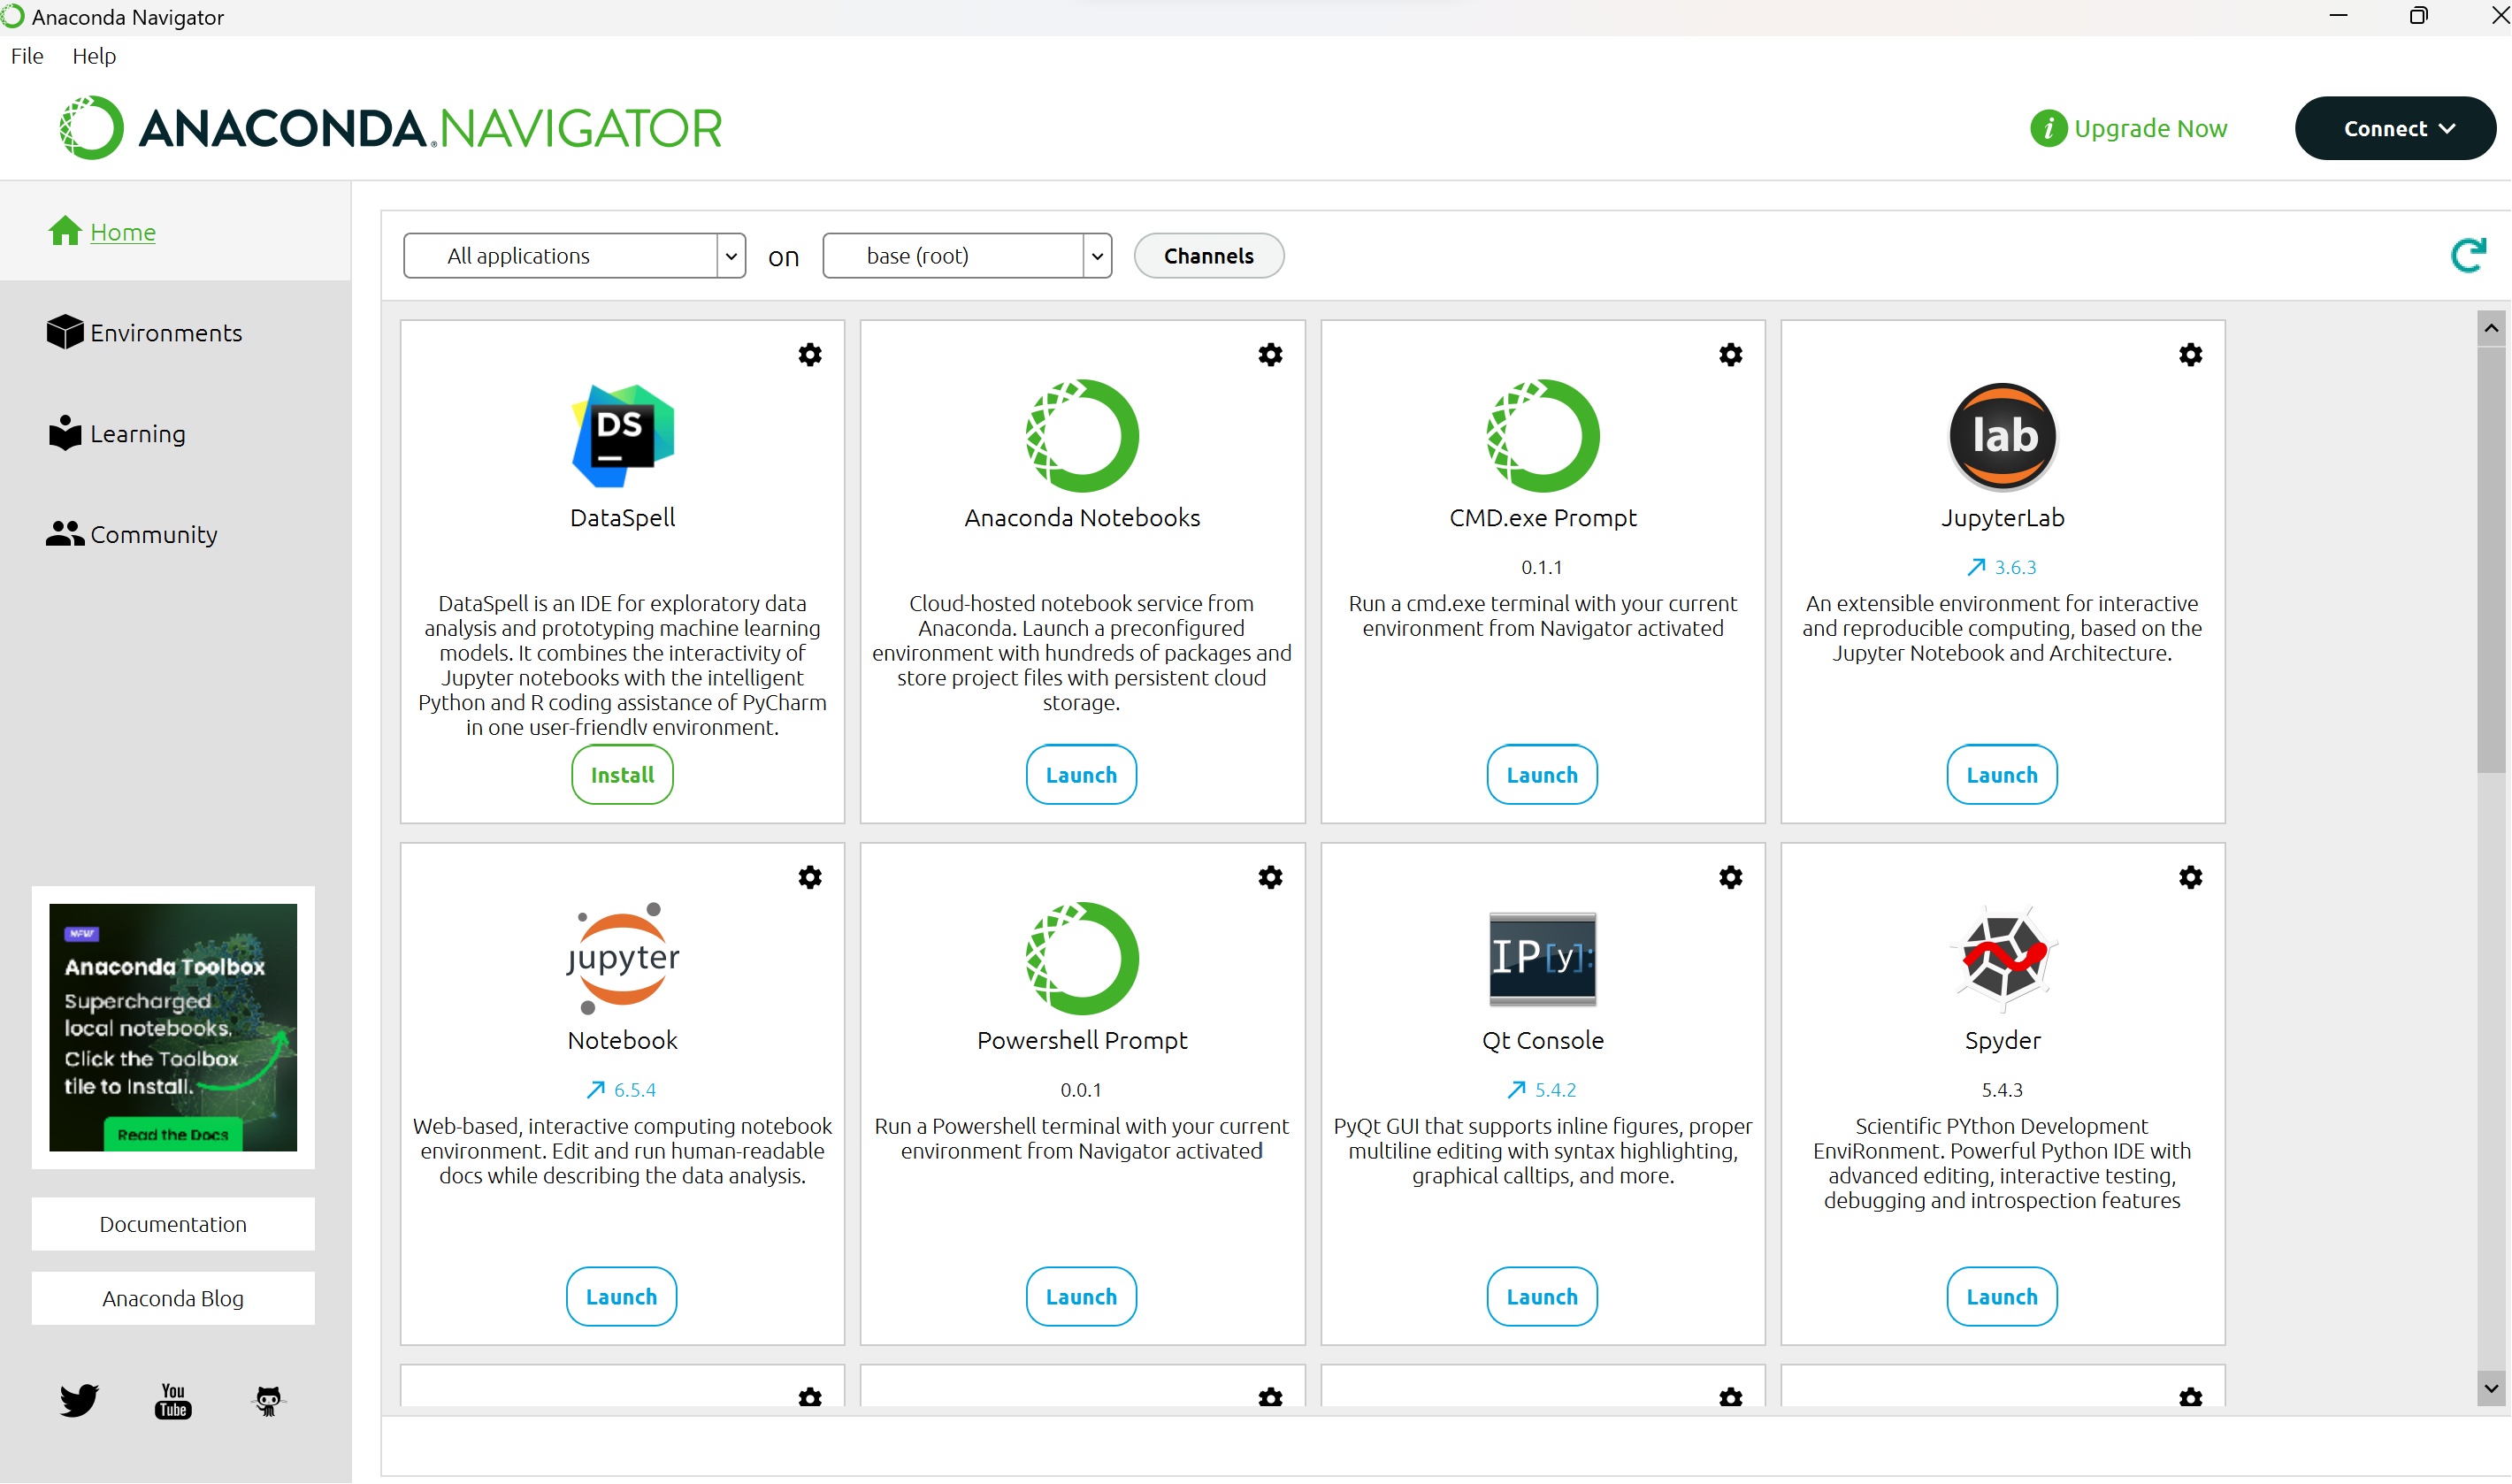 Anaconda Navigator
File Help
ANACONDA.NAVIGATOR
Upgrade Now
Connect
Home
Environments
Learning
Community
All applications on base (root) Channels
DS
DataSpell
DataSpell is an IDE for exploratory data
analysis and prototyping machine learning
models. It combines the interactivity of
Jupyter notebooks with the intelligent
Python and R coding assistance of PyCharm
in one user-friendly environment.
Install
Anaconda Notebooks
Cloud-hosted notebook service from
Anaconda. Launch a preconfigured
environment with hundreds of packages and
store project files with persistent cloud
storage.
Launch
CMD.exe Prompt
0.1.1
Run a cmd.exe terminal with your current
environment from Navigator activated
Launch
lab
JupyterLab
3.6.3
An extensible environment for interactive
and reproducible computing, based on the
Jupyter Notebook and Architecture.
Launch
jupyter
Notebook
6.5.4
Web-based, interactive computing notebook
environment. Edit and run human-readable
docs while describing the data analysis.
Launch
Powershell Prompt
0.0.1
Run a Powershell terminal with your current
environment from Navigator activated
Launch
IP[y]:
Qt Console
5.4.2
PyQt GUI that supports inline figures, proper
multiline editing with syntax highlighting,
graphical calltips, and more.
Launch
Spyder
5.4.3
Scientific PYthon Development
EnviRonment. Powerful Python IDE with
advanced editing, interactive testing,
debugging and introspection features
Launch
NEW
Anaconda Toolbox
Supercharged
local notebooks.
Click the Toolbox
tile to Install.
Read the Docs
Documentation
Anaconda Blog
You
Tube